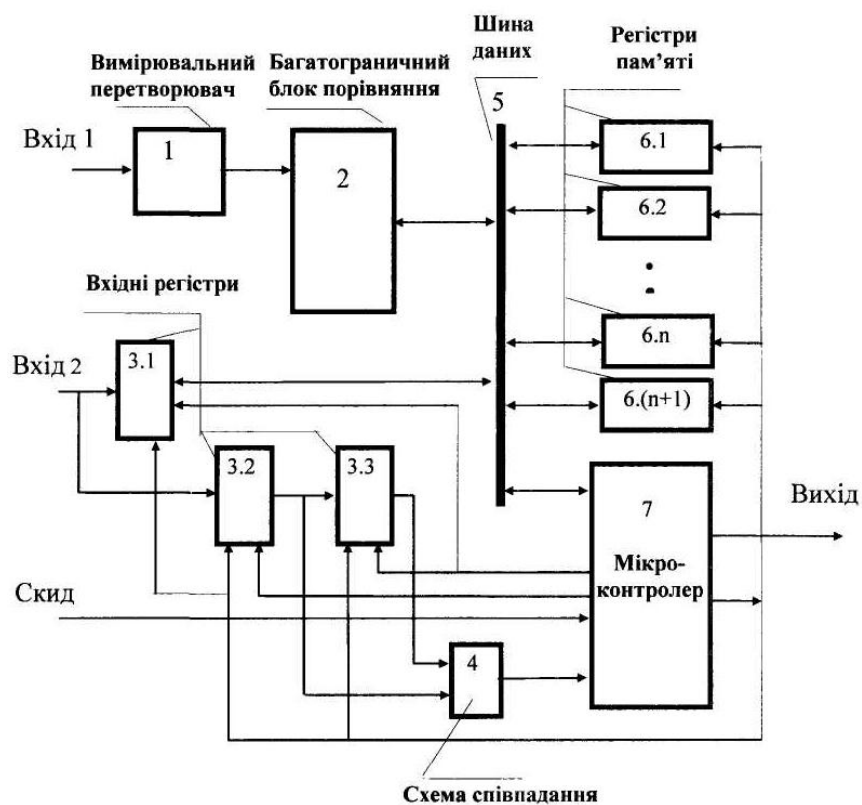 Вимірювальний
перетворювач
Багатограничний
блок порівняння
Шина
даних
Регістри
пам’яті
Вхід 1
1
2
5
6.1
6.2
6.n
6.(n+1)
Вхідні регістри
Вхід 2
3.1
3.2
3.3
7
Мікро-
контролер
Вихід
Скид
4
Схема співпадання